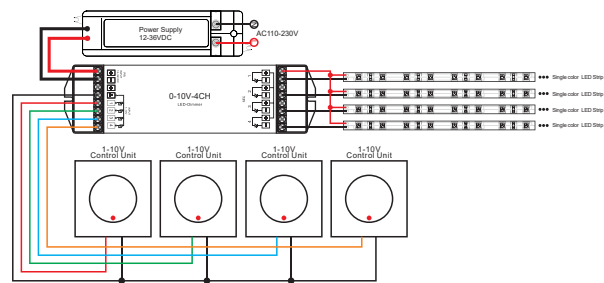 Power Supply
12-36VDC
AC110-230V
0-10V-4CH
LED-Dimmer
Single color LED Strip
Single color LED Strip
Single color LED Strip
Single color LED Strip
1-10V
Control Unit
1-10V
Control Unit
1-10V
Control Unit
1-10V
Control Unit